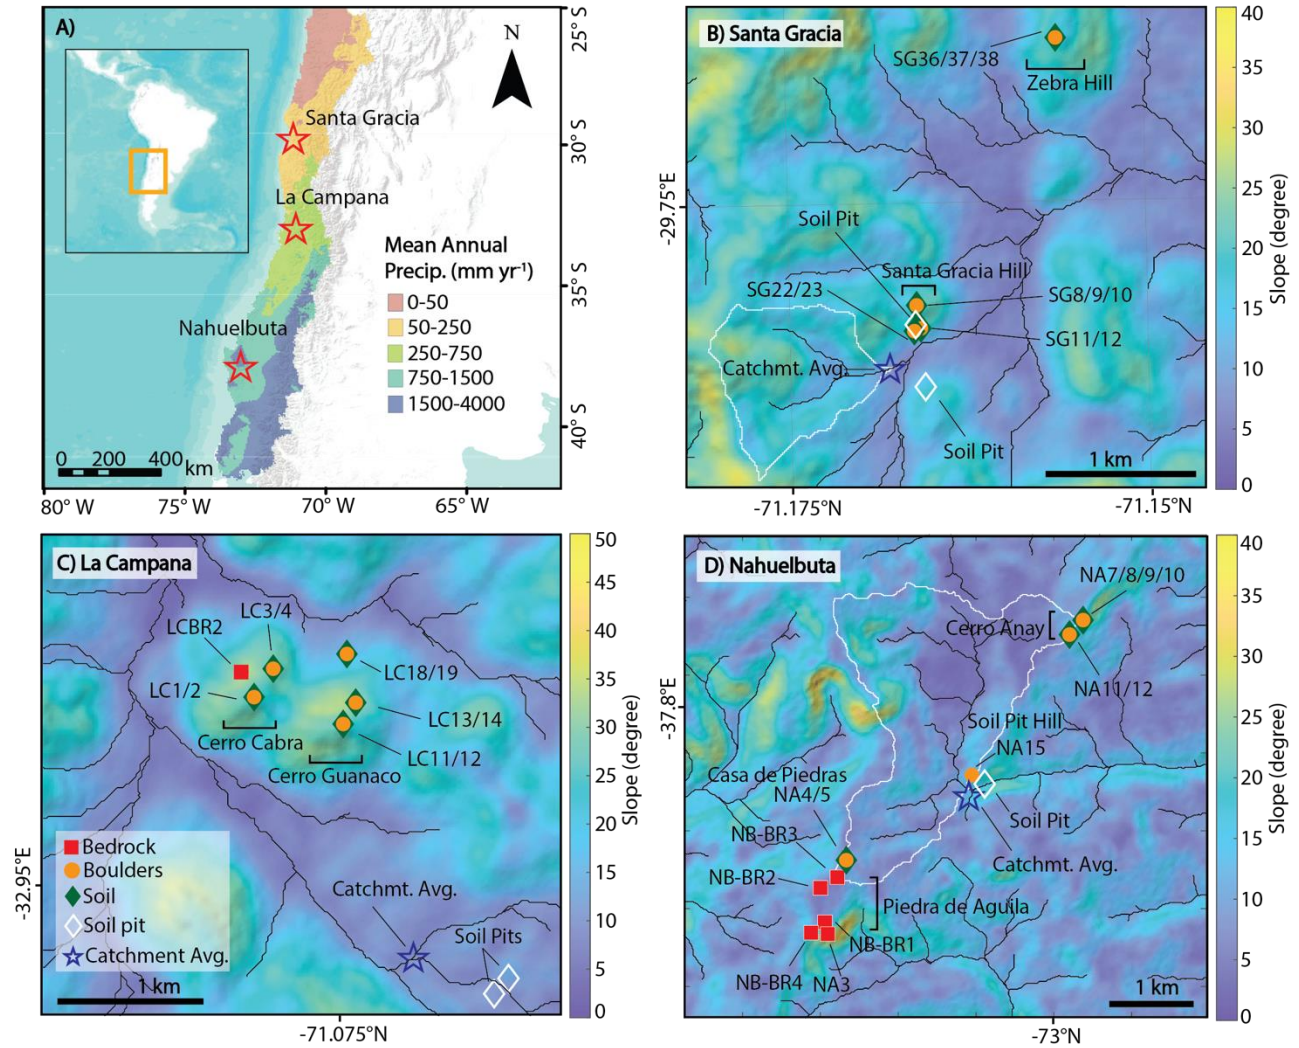 A)
N
25° S
30° S
35° S
40° S
Santa Gracia
La Campana
Nahuelbuta
Mean Annual
Precip. (mm yr⁻¹)
0-50
50-250
250-750
750-1500
1500-4000
0 200 400 km
80° W
75° W
70° W
65° W
B) Santa Gracia
SG36/37/38
Zebra Hill
-29.75°E
Soil Pit
Santa Gracia Hill
SG22/23
SG8/9/10
SG11/12
Catchmt. Avg.
Soil Pit
1 km
-71.175°N
-71.15°N
40
35
30
25
20
15
10
5
0
Slope (degree)
C) La Campana
LC3/4
LCBR2
LC1/2
LC18/19
LC13/14
LC11/12
Cerro Cabra
Cerro Guanaco
Bedrock
Boulders
Soil
Soil pit
Catchment Avg.
Catchmt. Avg.
Soil Pits
1 km
-32.95°E
-71.075°N
50
45
40
35
30
25
20
15
10
5
0
Slope (degree)
D) Nahuelbuta
NA7/8/9/10
Cerro Anay
NA11/12
-37.8°E
Soil Pit Hill
NA15
Casa de Piedras
NA4/5
NB-BR3
Soil Pit
NB-BR2
Catchmt. Avg.
Piedra de Aguila
NB-BR1
NB-BR4
NA3
1 km
-73°N
40
35
30
25
20
15
10
5
0
Slope (degree)